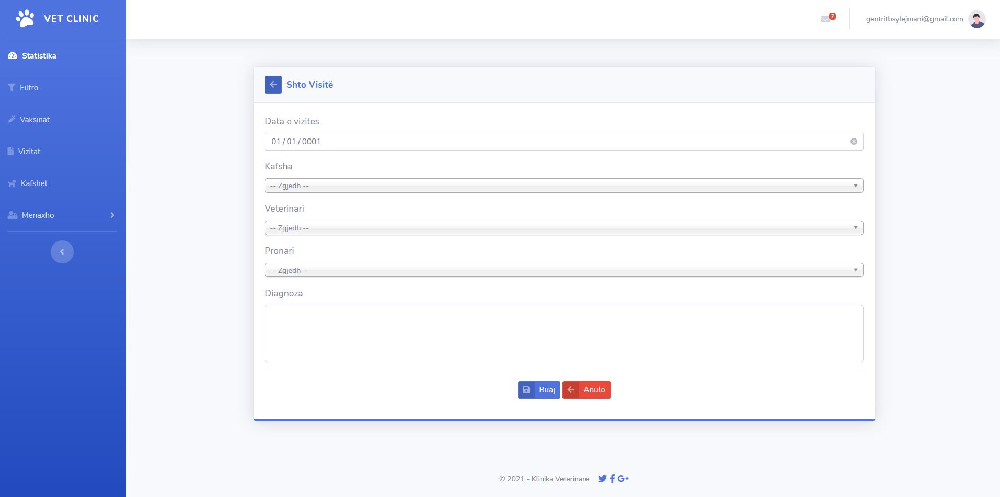 VET CLINIC
7
gentritbsylejmani@gmail.com
Statistika
Filtro
Vaksinat
Vizitat
Kafshet
Menaxho
Shto Visitë
Data e vizites
01 / 01 / 0001
Kafsha
-- Zgjedh --
Veterinari
-- Zgjedh --
Pronari
-- Zgjedh --
Diagnoza
Ruaj
Anulo
© 2021 - Klinika Veterinare